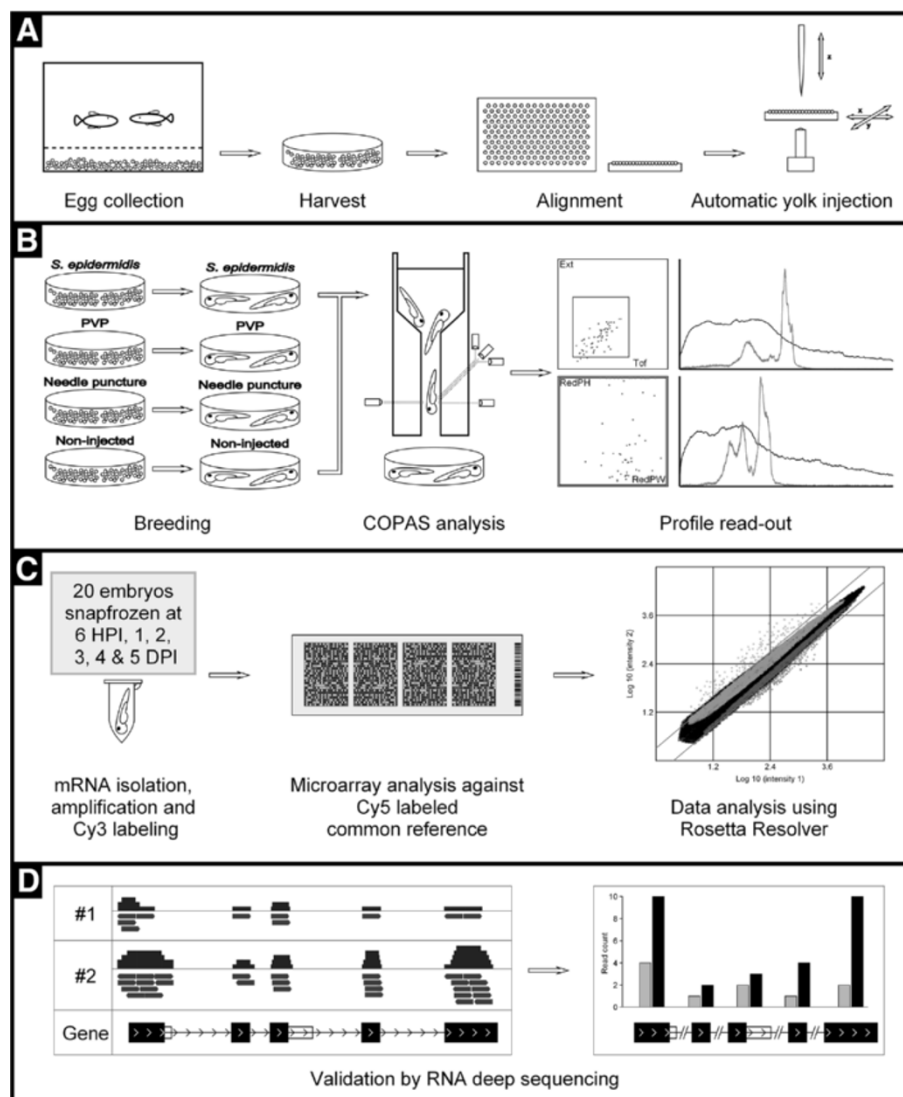 A
x
x
y
Egg collection
Harvest
Alignment
Automatic yolk injection
B
S. epidermidis
S. epidermidis
PVP
PVP
Needle puncture
Needle puncture
Non-injected
Non-injected
Ext
Tof
RedPH
RedPW
Breeding
COPAS analysis
Profile read-out
C
20 embryos
snapfrozen at
6 HPI, 1, 2,
3, 4 & 5 DPI
mRNA isolation,
amplification and
Cy3 labeling
Microarray analysis against
Cy5 labeled
common reference
Log 10 (intensity 2)
3.6
2.4
1.2
1.2 2.4 3.6
Log 10 (intensity 1)
Data analysis using
Rosetta Resolver
D
#1
#2
Gene
Read count
10
8
6
4
2
0
Validation by RNA deep sequencing